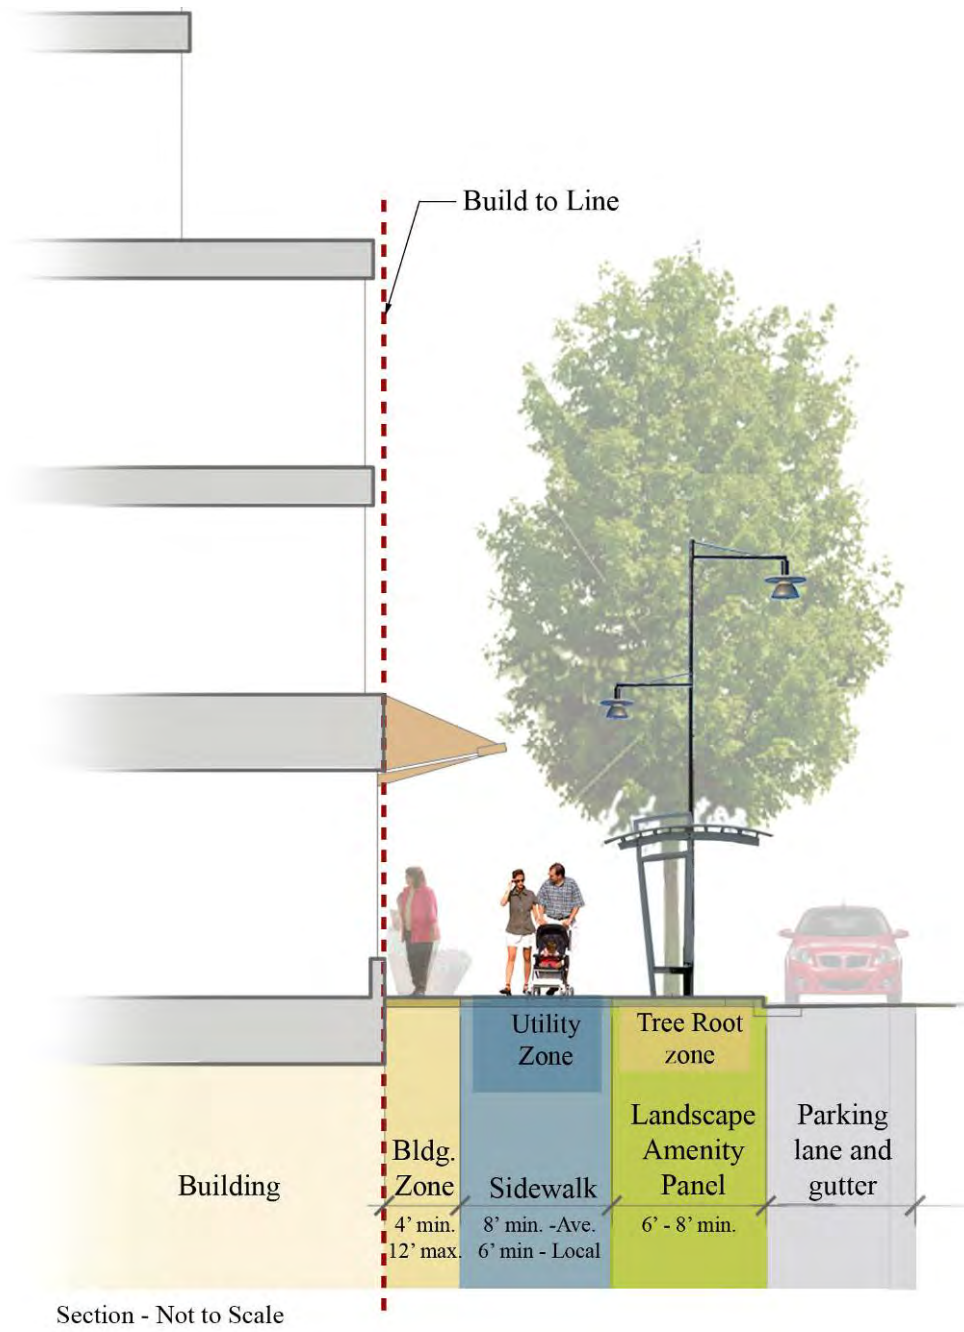 Build to Line
Utility
Zone
Tree Root
zone
Building
Bldg.
Zone
Sidewalk
Landscape
Amenity
Panel
Parking
lane and
gutter
4’ min.
12’ max.
8’ min. -Ave.
6’ min - Local
6’ - 8’ min.
Section - Not to Scale